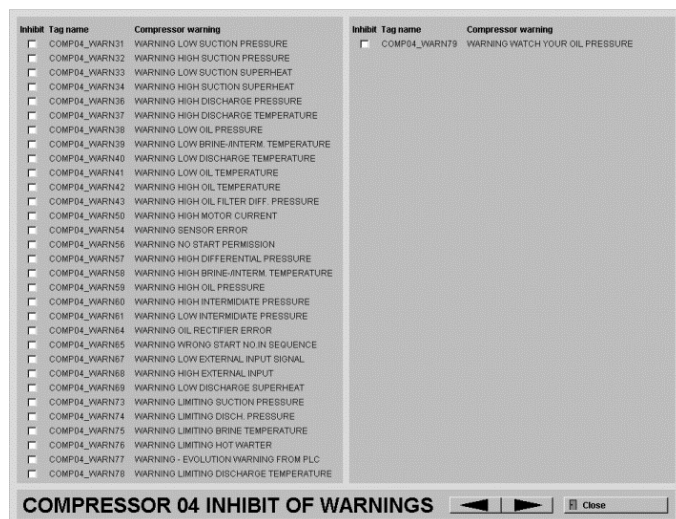 Inhibit Tag name Compressor warning
COMP04_WARN31 WARNING LOW SUCTION PRESSURE
COMP04_WARN32 WARNING HIGH SUCTION PRESSURE
COMP04_WARN33 WARNING LOW SUCTION SUPERHEAT
COMP04_WARN34 WARNING HIGH SUCTION SUPERHEAT
COMP04_WARN36 WARNING HIGH DISCHARGE PRESSURE
COMP04_WARN37 WARNING HIGH DISCHARGE TEMPERATURE
COMP04_WARN38 WARNING LOW OIL PRESSURE
COMP04_WARN39 WARNING LOW BRINE-/INTERM. TEMPERATURE
COMP04_WARN40 WARNING LOW DISCHARGE TEMPERATURE
COMP04_WARN41 WARNING LOW OIL TEMPERATURE
COMP04_WARN42 WARNING HIGH OIL TEMPERATURE
COMP04_WARN43 WARNING HIGH OIL FILTER DIFF. PRESSURE
COMP04_WARN50 WARNING HIGH MOTOR CURRENT
COMP04_WARN54 WARNING SENSOR ERROR
COMP04_WARN56 WARNING NO START PERMISSION
COMP04_WARN57 WARNING HIGH DIFFERENTIAL PRESSURE
COMP04_WARN58 WARNING HIGH BRINE-/INTERM. TEMPERATURE
COMP04_WARN59 WARNING HIGH OIL PRESSURE
COMP04_WARN60 WARNING HIGH INTERMIDIATE PRESSURE
COMP04_WARN61 WARNING LOW INTERMIDIATE PRESSURE
COMP04_WARN64 WARNING OIL RECTIFIER ERROR
COMP04_WARN65 WARNING WRONG START NO.IN SEQUENCE
COMP04_WARN67 WARNING LOW EXTERNAL INPUT SIGNAL
COMP04_WARN68 WARNING HIGH EXTERNAL INPUT
COMP04_WARN69 WARNING LOW DISCHARGE SUPERHEAT
COMP04_WARN73 WARNING LIMITING SUCTION PRESSURE
COMP04_WARN74 WARNING LIMITING DISCH. PRESSURE
COMP04_WARN75 WARNING LIMITING BRINE TEMPERATURE
COMP04_WARN76 WARNING LIMITING HOT WARTER
COMP04_WARN77 WARNING - EVOLUTION WARNING FROM PLC
COMP04_WARN78 WARNING LIMITING DISCHARGE TEMPERATURE
Inhibit Tag name Compressor warning
COMP04_WARN79 WARNING WATCH YOUR OIL PRESSURE
COMPRESSOR 04 INHIBIT OF WARNINGS
Close